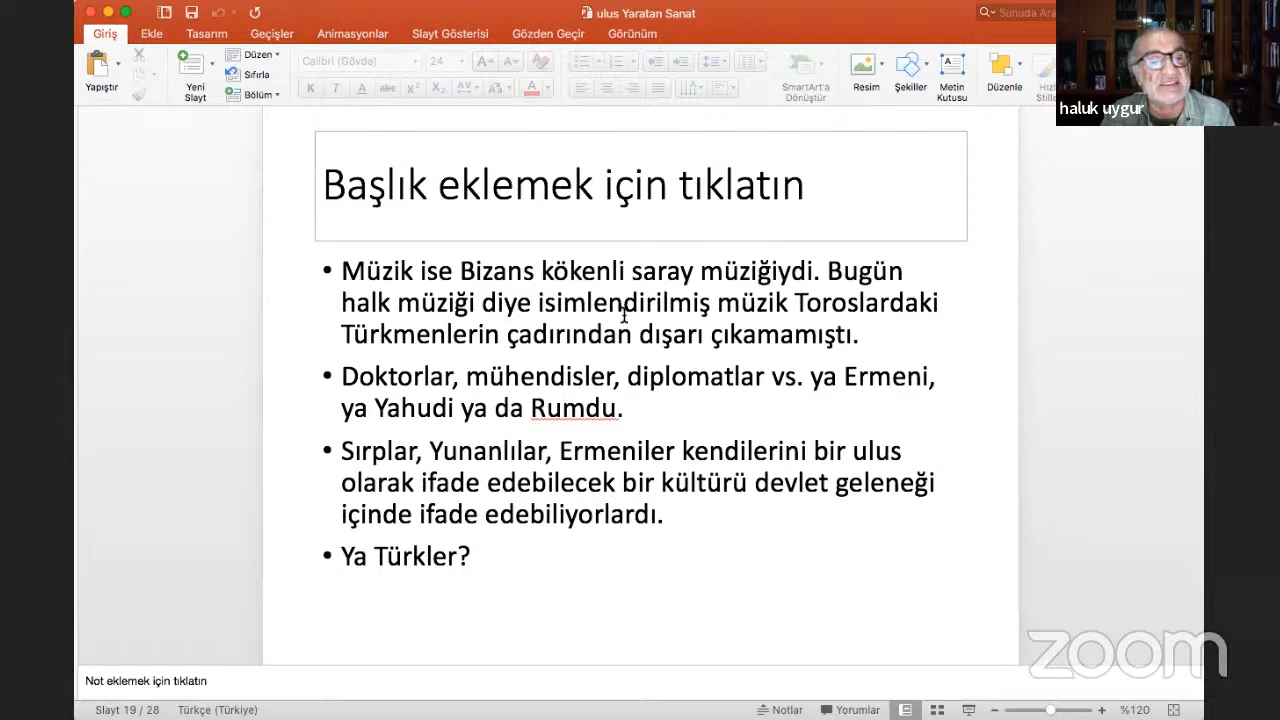 ulus Yaratan Sanat
Sunuda Ara
Giriş Ekle Tasarım Geçişler Animasyonlar Slayt Gösterisi Gözden Geçir Görünüm
Yapıştır
Yeni Slayt
Düzen
Sıfırla
Bölüm
Calibri (Gövde) 24
SmartArt'a Dönüştür
Resim
Şekiller
Metin Kutusu
Düzenle
haluk uygur
Başlık eklemek için tıklatın
• Müzik ise Bizans kökenli saray müziğiydi. Bugün
halk müziği diye isimlendirilmiş müzik Toroslardaki
Türkmenlerin çadırından dışarı çıkamamıştı.
• Doktorlar, mühendisler, diplomatlar vs. ya Ermeni,
ya Yahudi ya da Rumdu.
• Sırplar, Yunanlılar, Ermeniler kendilerini bir ulus
olarak ifade edebilecek bir kültürü devlet geleneği
içinde ifade edebiliyorlardı.
• Ya Türkler?
zoom
Not eklemek için tıklatın
Slayt 19 / 28 Türkçe (Türkiye) Notlar Yorumlar %120